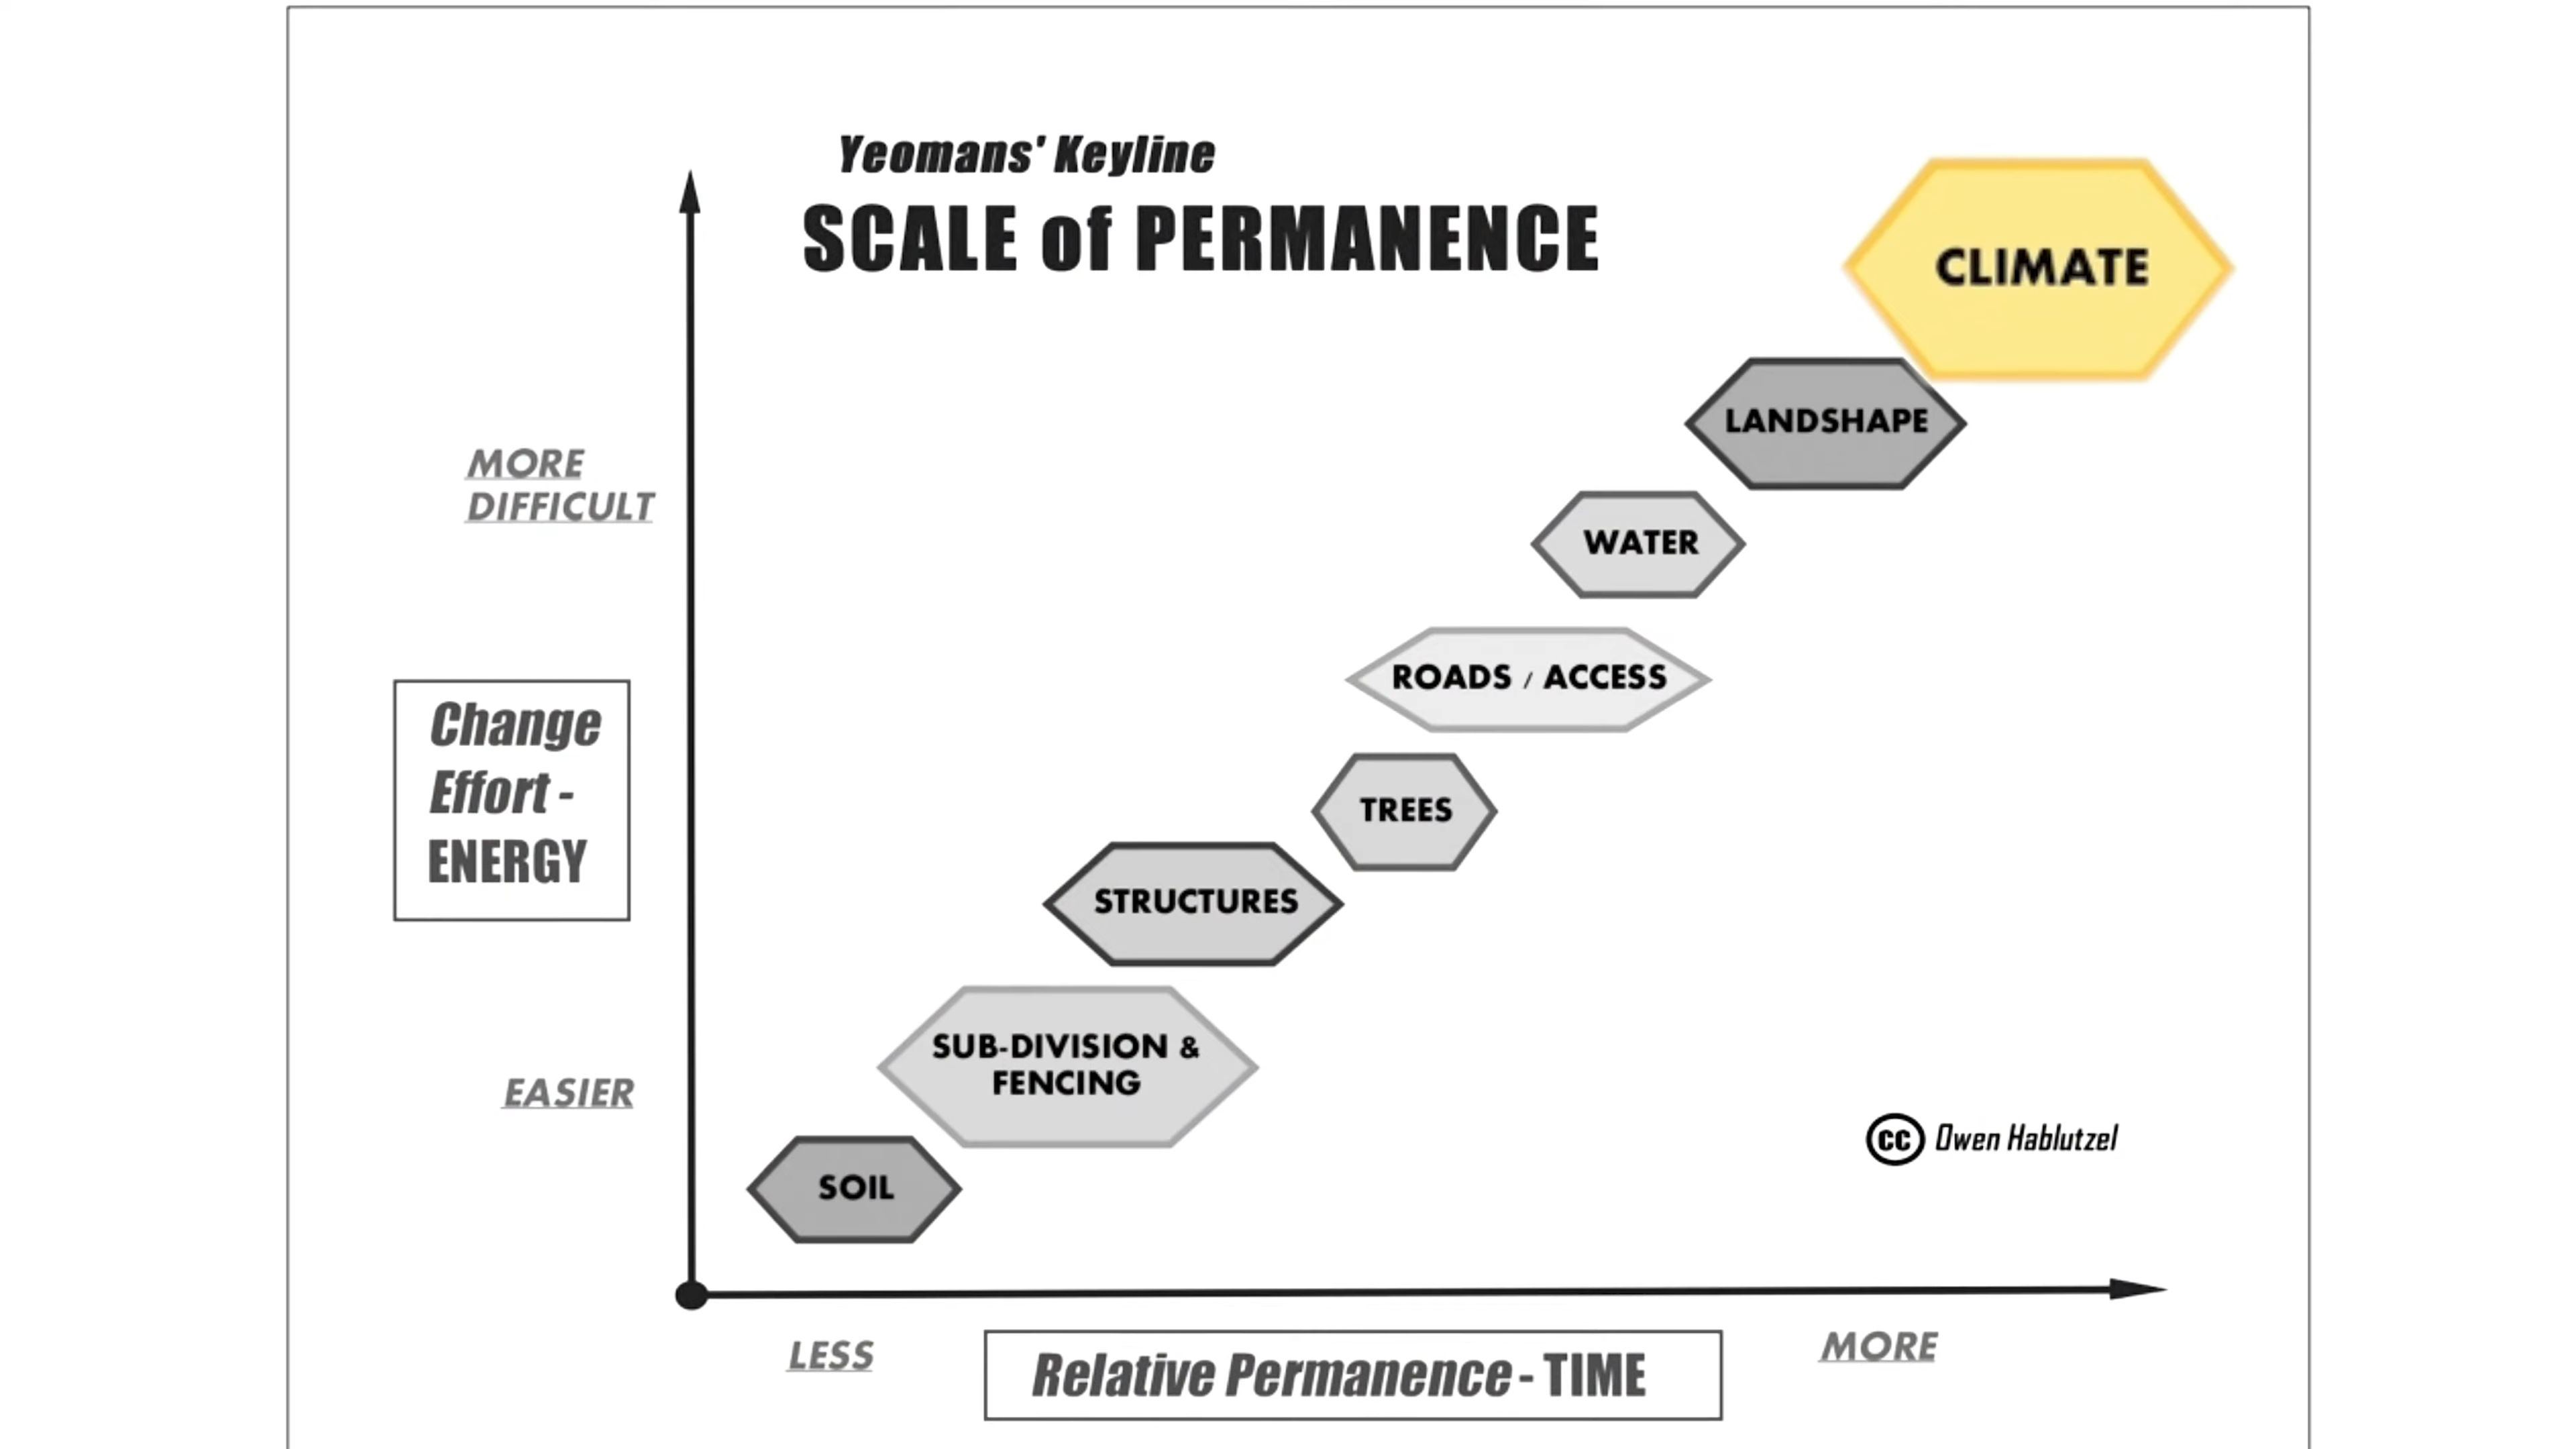 Yeomans' Keyline
SCALE of PERMANENCE
CLIMATE
LANDSHAPE
MORE
DIFFICULT
WATER
ROADS / ACCESS
Change
Effort -
ENERGY
TREES
STRUCTURES
SUB-DIVISION &
FENCING
EASIER
cc Owen Hablutzel
SOIL
LESS
Relative Permanence - TIME
MORE